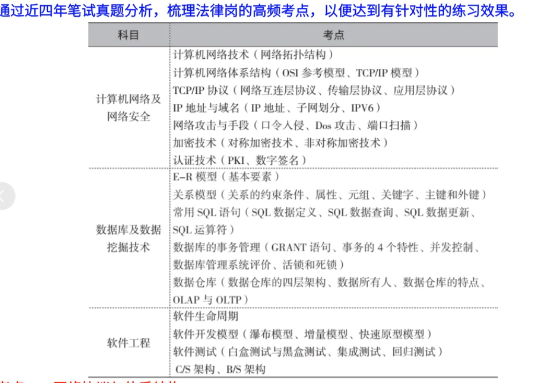 通过近四年笔试真题分析，梳理法律岗的高频考点，以便达到有针对性的练习效果。
科目 考点
计算机网络及网络安全
计算机网络技术（网络拓扑结构）
计算机网络体系结构（OSI 参考模型、TCP/IP 模型）
TCP/IP 协议（网络互连层协议、传输层协议、应用层协议）
IP 地址与域名（IP 地址、子网划分、IPV6）
网络攻击与手段（口令入侵、Dos 攻击、端口扫描）
加密技术（对称加密技术、非对称加密技术）
认证技术（PKI、数字签名）
数据库及数据挖掘技术
E-R 模型（基本要素）
关系模型（关系的约束条件、属性、元组、关键字、主键和外键）
常用 SQL 语句（SQL 数据定义、SQL 数据查询、SQL 数据更新、
SQL 运算符）
数据库的事务管理（GRANT 语句、事务的 4 个特性、并发控制、
数据库管理系统评价、活锁和死锁）
数据仓库（数据仓库的四层架构、数据所有人、数据仓库的特点、
OLAP 与 OLTP）
软件工程
软件生命周期
软件开发模型（瀑布模型、增量模型、快速原型模型）
软件测试（白盒测试与黑盒测试、集成测试、回归测试）
C/S 架构、B/S 架构